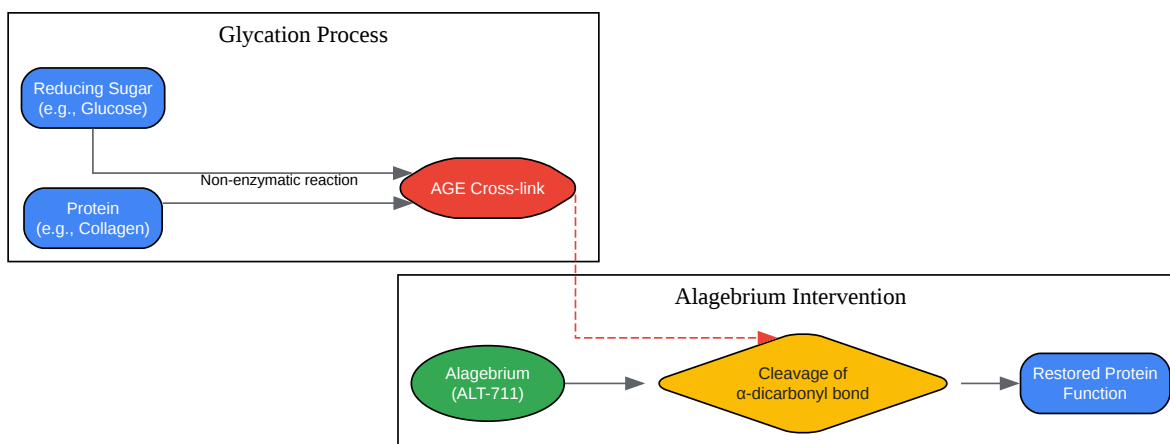 Glycation Process
Reducing Sugar
(e.g., Glucose)
Non-enzymatic reaction
AGE Cross-link
Protein
(e.g., Collagen)
Alagebrium Intervention
Alagebrium
(ALT-711)
Cleavage of
α-dicarbonyl bond
Restored Protein
Function